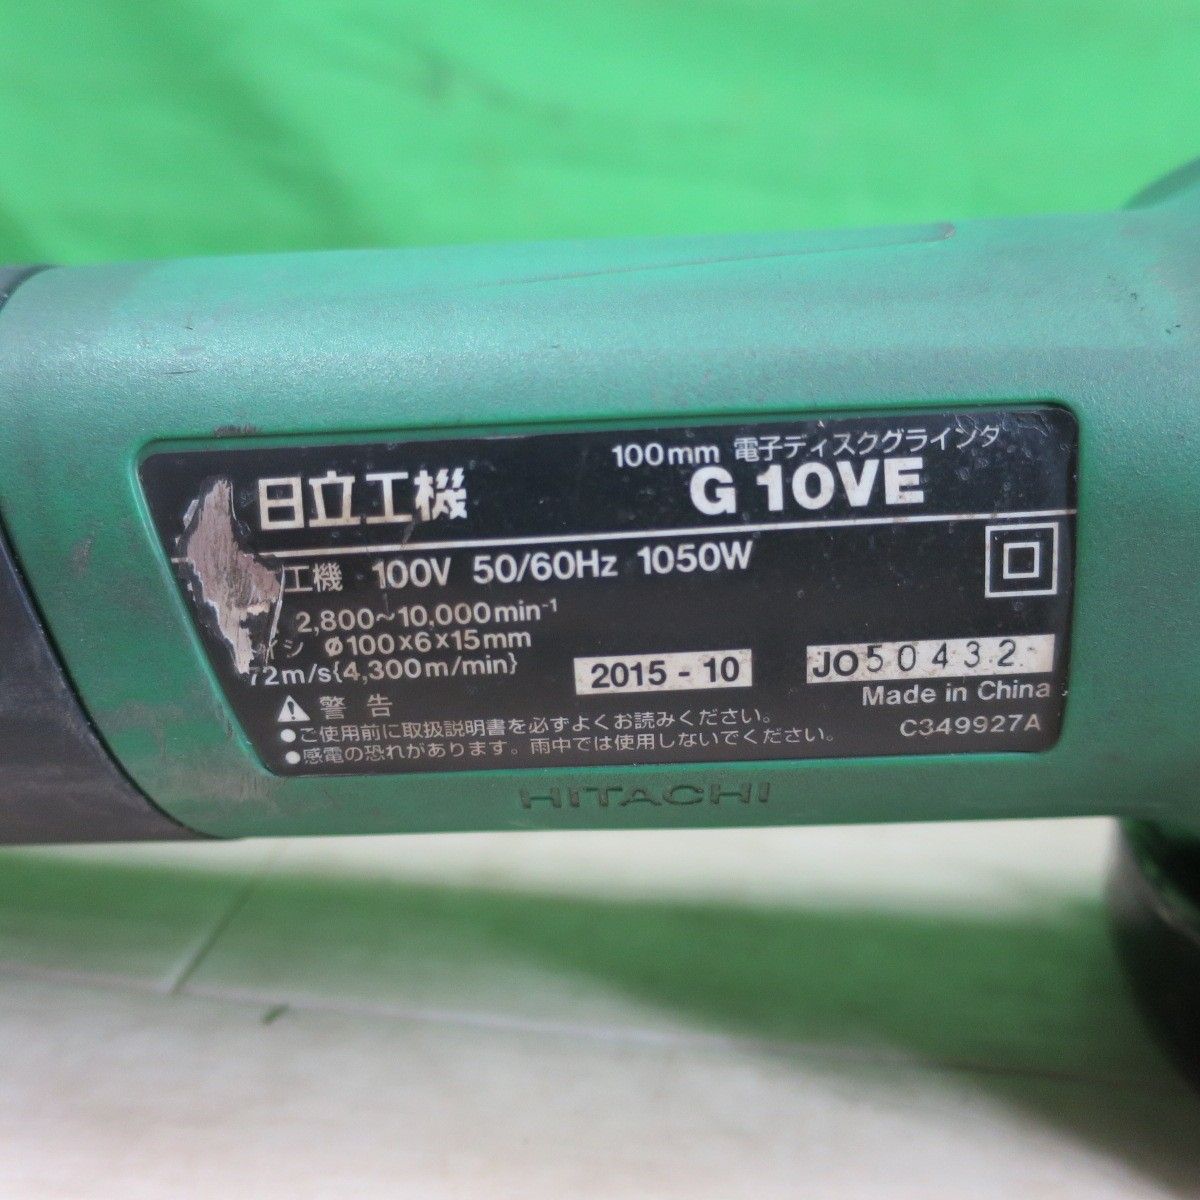 100mm 電子ディスクグラインダ
日立工機 G 10VE
工機 100V 50/60Hz 1050W
2,800~10,000min⁻¹
イシ ø100x6x15mm
72m/s{4,300m/min}
2015-10
JO50432
Made in China
⚠ 警告
●ご使用前に取扱説明書を必ずよくお読みください。
●感電の恐れがあります。雨中では使用しないでください。
C349927A
HITACHI